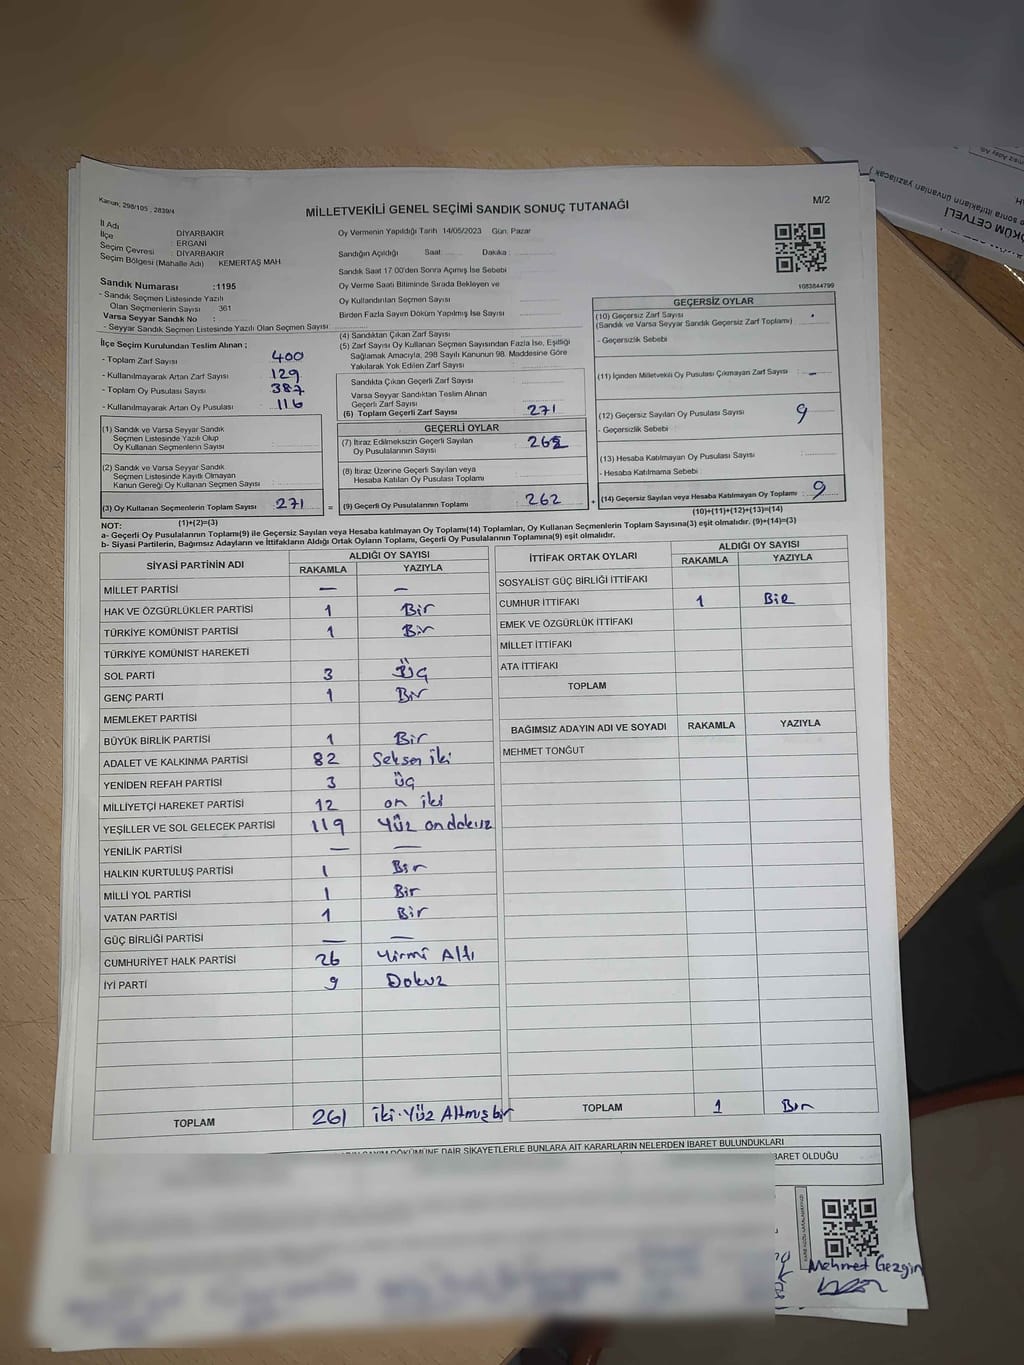 Kanun; 298/105 , 2839/4
MİLLETVEKİLİ GENEL SEÇİMİ SANDIK SONUÇ TUTANAĞI
M/2
İl Adı : DİYARBAKIR
İlçe : ERGANİ
Seçim Çevresi : DİYARBAKIR
Seçim Bölgesi (Mahalle Adı) KEMERTAŞ MAH
Sandık Numarası :1195
- Sandık Seçmen Listesinde Yazılı
Olan Seçmenlerin Sayısı 361
Varsa Seyyar Sandık No :
- Seyyar Sandık Seçmen Listesinde Yazılı Olan Seçmen Sayısı
Oy Vermenin Yapıldığı Tarih 14/05/2023 Gün. Pazar
Sandığın Açıldığı Saat Dakika
Sandık Saat 17 00'den Sonra Açımış İse Sebebi
Oy Verme Saati Bitiminde Sırada Bekleyen ve
Oy Kullandırılan Seçmen Sayısı
Birden Fazla Sayım Döküm Yapılmış İse Sayısı
1083844799
İlçe Seçim Kurulundan Teslim Alınan ;
- Toplam Zarf Sayısı 400
- Kullanılmayarak Artan Zarf Sayısı 129
- Toplam Oy Pusulası Sayısı 387
- Kullanılmayarak Artan Oy Pusulası 116
(1) Sandık ve Varsa Seyyar Sandık
Seçmen Listesinde Yazılı Olup
Oy Kullanan Seçmenlerin Sayısı
(2) Sandık ve Varsa Seyyar Sandık
Seçmen Listesinde Kayıtlı Olmayan
Kanun Gereği Oy Kullanan Seçmen Sayısı
(3) Oy Kullanan Seçmenlerin Toplam Sayısı 271
(1)+(2)=(3)
(4) Sandıktan Çıkan Zarf Sayısı
(5) Zarf Sayısı Oy Kullanan Seçmen Sayısından Fazla İse, Eşitliği
Sağlamak Amacıyla, 298 Sayılı Kanunun 98. Maddesine Göre
Yakılarak Yok Edilen Zarf Sayısı
Sandıkta Çıkan Geçerli Zarf Sayısı
Varsa Seyyar Sandıktan Teslim Alınan
Geçerli Zarf Sayısı
(6) Toplam Geçerli Zarf Sayısı 271
GEÇERLİ OYLAR
(7) İtiraz Edilmeksizin Geçerli Sayılan
Oy Pusulalarının Sayısı 262
(8) İtiraz Üzerine Geçerli Sayılan veya
Hesaba Katılan Oy Pusulası Toplamı
= (9) Geçerli Oy Pusulalarının Toplamı 262
GEÇERSİZ OYLAR
(10) Geçersiz Zarf Sayısı
(Sandık ve Varsa Seyyar Sandık Geçersiz Zarf Toplamı)
- Geçersizlik Sebebi
(11) İçinden Milletvekili Oy Pusulası Çıkmayan Zarf Sayısı –
(12) Geçersiz Sayılan Oy Pusulası Sayısı 9
- Geçersizlik Sebebi
(13) Hesaba Katılmayan Oy Pusulası Sayısı
- Hesaba Katılmama Sebebi
+ (14) Geçersiz Sayılan veya Hesaba Katılmayan Oy Toplamı 9
(10)+(11)+(12)+(13)=(14)
NOT:
a- Geçerli Oy Pusulalarının Toplamı(9) ile Geçersiz Sayılan veya Hesaba katılmayan Oy Toplamı(14) Toplamları, Oy Kullanan Seçmenlerin Toplam Sayısına(3) eşit olmalıdır. (9)+(14)=(3)
b- Siyasi Partilerin, Bağımsız Adayların ve İttifakların Aldığı Ortak Oyların Toplamı, Geçerli Oy Pusulalarının Toplamına(9) eşit olmalıdır.
SİYASİ PARTİNİN ADI ALDIĞI OY SAYISI
RAKAMLA YAZIYLA
MİLLET PARTİSİ — –
HAK VE ÖZGÜRLÜKLER PARTİSİ 1 Bir
TÜRKİYE KOMÜNİST PARTİSİ 1 Bir
TÜRKİYE KOMÜNİST HAREKETİ
SOL PARTİ 3 Üç
GENÇ PARTİ 1 Bir
MEMLEKET PARTİSİ
BÜYÜK BİRLİK PARTİSİ 1 Bir
ADALET VE KALKINMA PARTİSİ 82 Seksen iki
YENİDEN REFAH PARTİSİ 3 üç
MİLLİYETÇİ HAREKET PARTİSİ 12 on iki
YEŞİLLER VE SOL GELECEK PARTİSİ 119 Yüz ondokuz
YENİLİK PARTİSİ — —
HALKIN KURTULUŞ PARTİSİ 1 Bir
MİLLİ YOL PARTİSİ 1 Bir
VATAN PARTİSİ 1 Bir
GÜÇ BİRLİĞİ PARTİSİ — —
CUMHURİYET HALK PARTİSİ 26 Yirmi Altı
İYİ PARTİ 9 Dokuz
TOPLAM 261 iki Yüz Altmış bir
İTTİFAK ORTAK OYLARI ALDIĞI OY SAYISI
RAKAMLA YAZIYLA
SOSYALİST GÜÇ BİRLİĞİ İTTİFAKI
CUMHUR İTTİFAKI 1 BiR
EMEK VE ÖZGÜRLÜK İTTİFAKI
MİLLET İTTİFAKI
ATA İTTİFAKI
TOPLAM
BAĞIMSIZ ADAYIN ADI VE SOYADI RAKAMLA YAZIYLA
MEHMET TONĞUT
TOPLAM 1 Bir
DÖKÜMÜNE DAİR ŞİKAYETLERLE BUNLARA AİT KARARLARIN NELERDEN İBARET BULUNDUKLARI
BARET OLDUĞU
Mehmet Gezgin